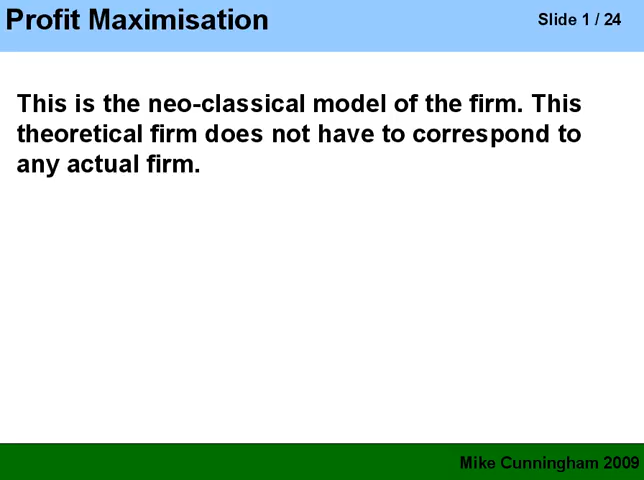 Profit Maximisation
Slide 1 / 24
This is the neo-classical model of the firm. This
theoretical firm does not have to correspond to
any actual firm.
Mike Cunningham 2009